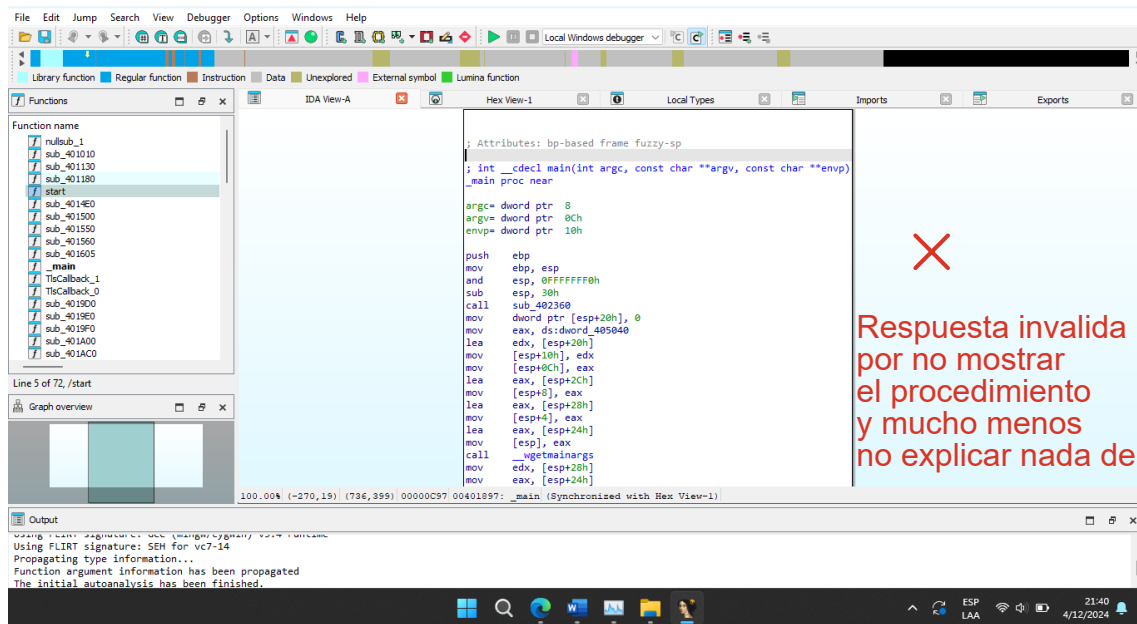 File Edit Jump Search View Debugger Options Windows Help
Local Windows debugger
Library function Regular function Instruction Data Unexplored External symbol Lumina function
Functions
IDA View-A Hex View-1 Local Types Imports Exports
Function name
nullsub_1
sub_401010
sub_401130
sub_401180
start
sub_4014E0
sub_401500
sub_401550
sub_401560
sub_401605
_main
TlsCallback_1
TlsCallback_0
sub_4019D0
sub_4019E0
sub_4019F0
sub_401A00
sub_401AC0
Line 5 of 72, /start
Graph overview
; Attributes: bp-based frame fuzzy-sp
; int __cdecl main(int argc, const char **argv, const char **envp)
_main proc near
argc= dword ptr 8
argv= dword ptr 0Ch
envp= dword ptr 10h
push ebp
mov ebp, esp
and esp, 0FFFFFFF0h
sub esp, 30h
call sub_402360
mov dword ptr [esp+20h], 0
mov eax, ds:dword_405040
lea edx, [esp+20h]
mov [esp+10h], edx
mov [esp+0Ch], eax
lea eax, [esp+2Ch]
mov [esp+8], eax
lea eax, [esp+28h]
mov [esp+4], eax
lea eax, [esp+24h]
mov [esp], eax
call __wgetmainargs
mov edx, [esp+28h]
mov eax, [esp+24h]
Respuesta invalida
por no mostrar
el procedimiento
y mucho menos
no explicar nada de
100.00% (-270,19) (736,399) 00000C97 00401897: _main (Synchronized with Hex View-1)
Output
Using FLIRT signature: GCC (mingw/cygwin) v3.4 runtime
Using FLIRT signature: SEH for vc7-14
Propagating type information...
Function argument information has been propagated
The initial autoanalysis has been finished.
ESP
LAA
21:40
4/12/2024